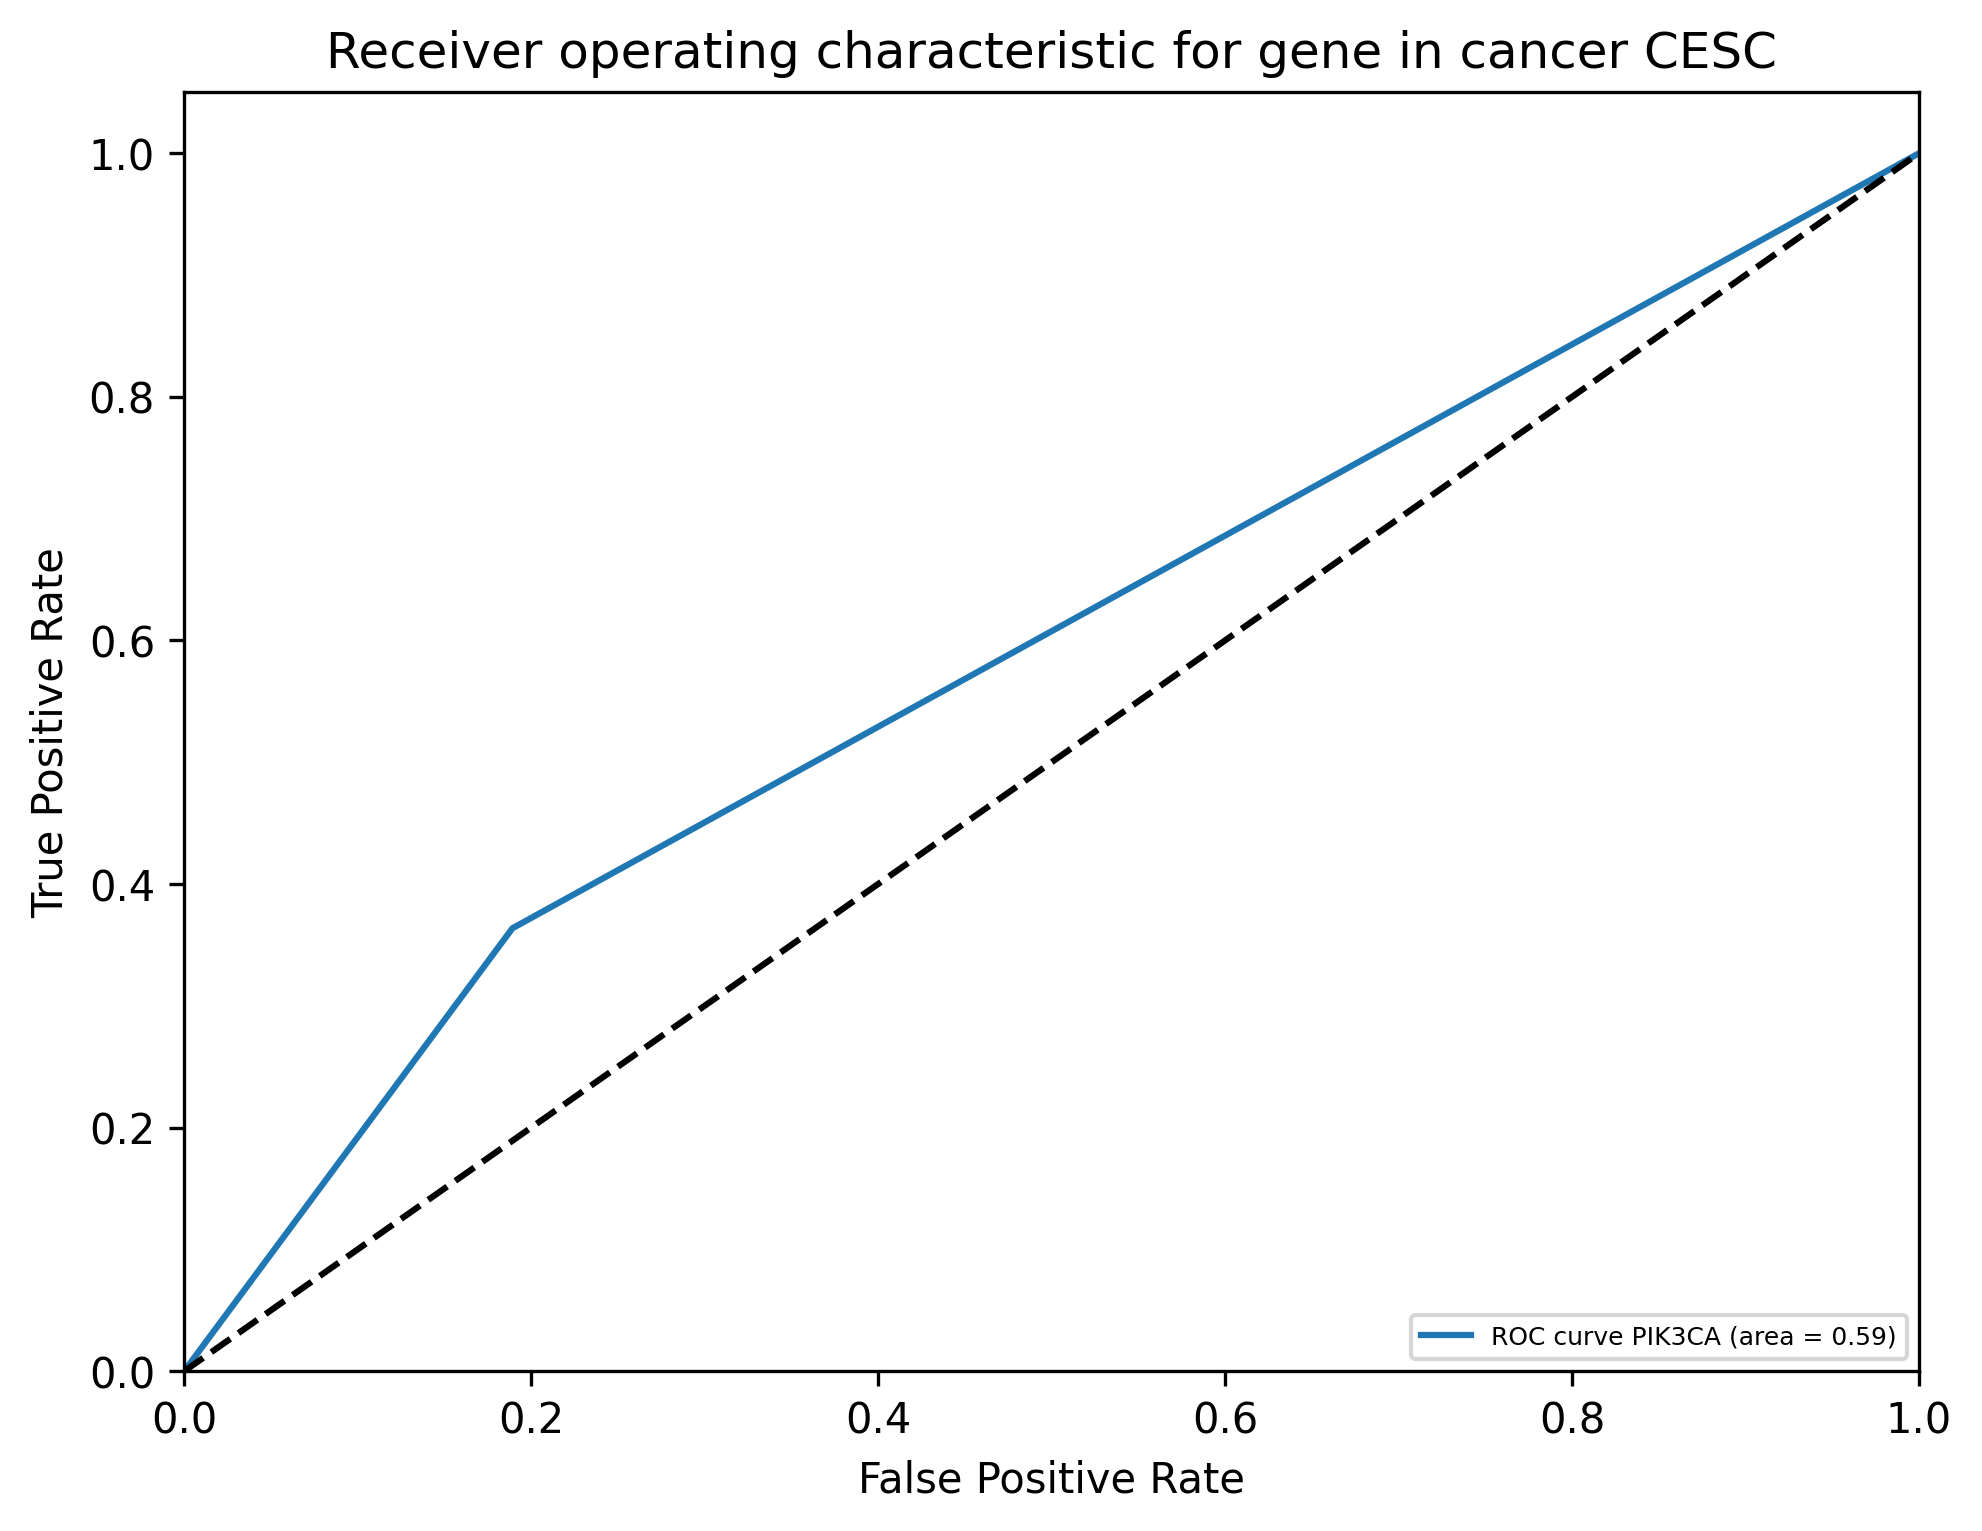 Receiver operating characteristic for gene in cancer CESC
1.0
0.8
0.6
0.4
0.2
0.0
True Positive Rate
ROC curve PIK3CA (area = 0.59)
0.0 0.2 0.4 0.6 0.8 1.0
False Positive Rate